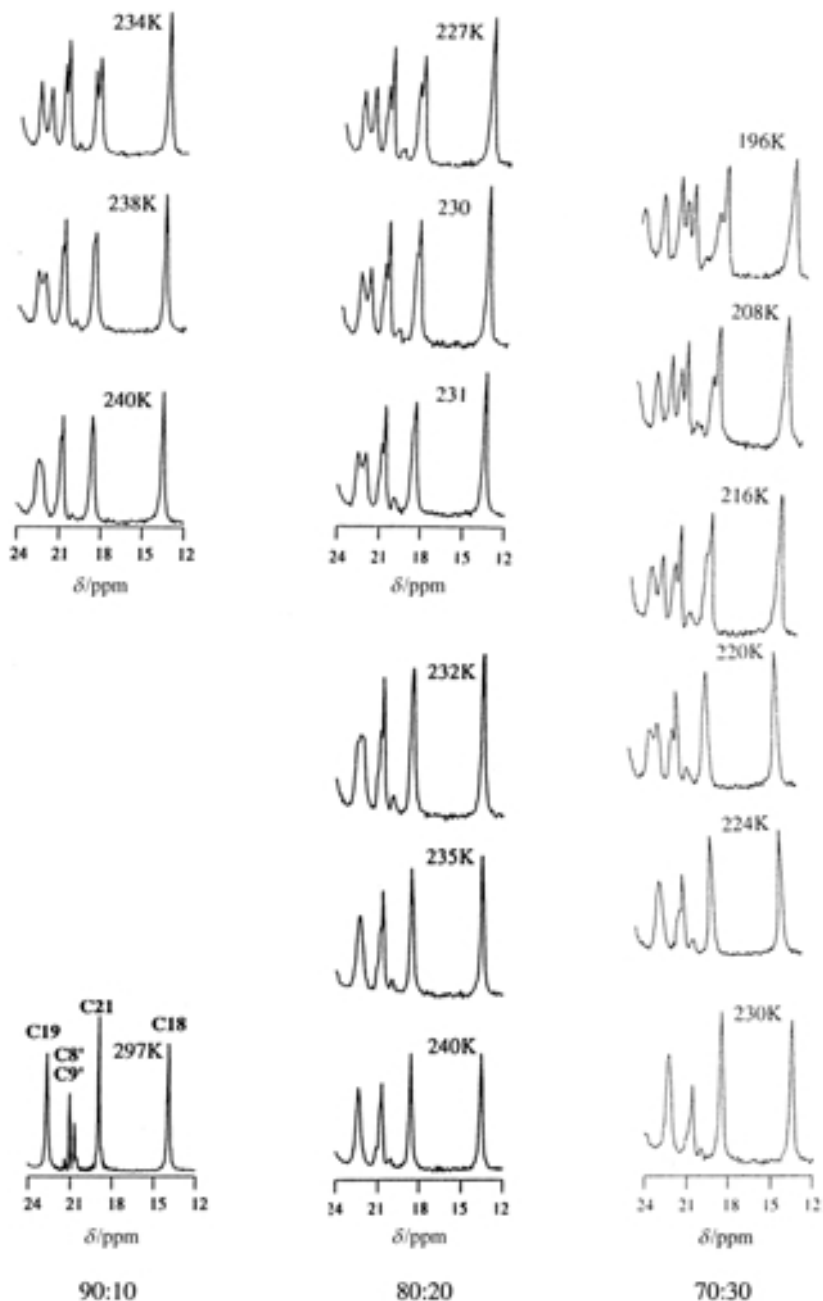 234K
238K
240K
24 21 18 15 12
δ/ppm
C19
C8"
C9"
C21
297K
C18
24 21 18 15 12
δ/ppm
90:10
227K
230
231
24 21 18 15 12
δ/ppm
232K
235K
240K
24 21 18 15 12
δ/ppm
80:20
196K
208K
216K
220K
224K
230K
24 21 18 15 12
δ/ppm
70:30